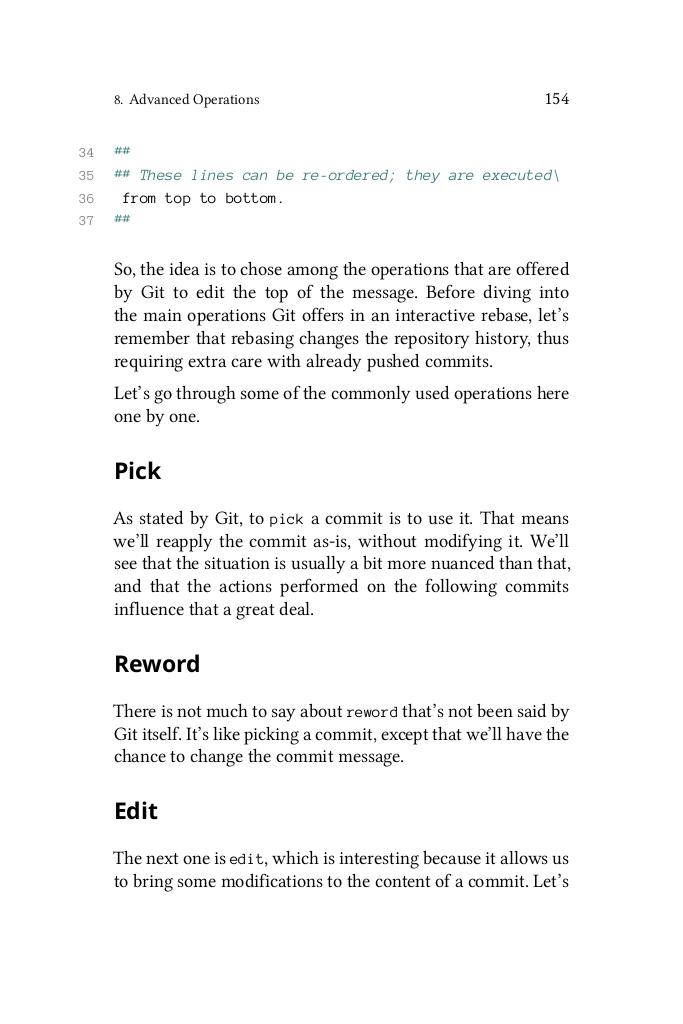 8. Advanced Operations 154
34 ##
35 ## These lines can be re-ordered; they are executed\
36 from top to bottom.
37 ##
So, the idea is to chose among the operations that are offered
by Git to edit the top of the message. Before diving into
the main operations Git offers in an interactive rebase, let’s
remember that rebasing changes the repository history, thus
requiring extra care with already pushed commits.
Let’s go through some of the commonly used operations here
one by one.
Pick
As stated by Git, to pick a commit is to use it. That means
we’ll reapply the commit as-is, without modifying it. We’ll
see that the situation is usually a bit more nuanced than that,
and that the actions performed on the following commits
influence that a great deal.
Reword
There is not much to say about reword that’s not been said by
Git itself. It’s like picking a commit, except that we’ll have the
chance to change the commit message.
Edit
The next one is edit, which is interesting because it allows us
to bring some modifications to the content of a commit. Let’s